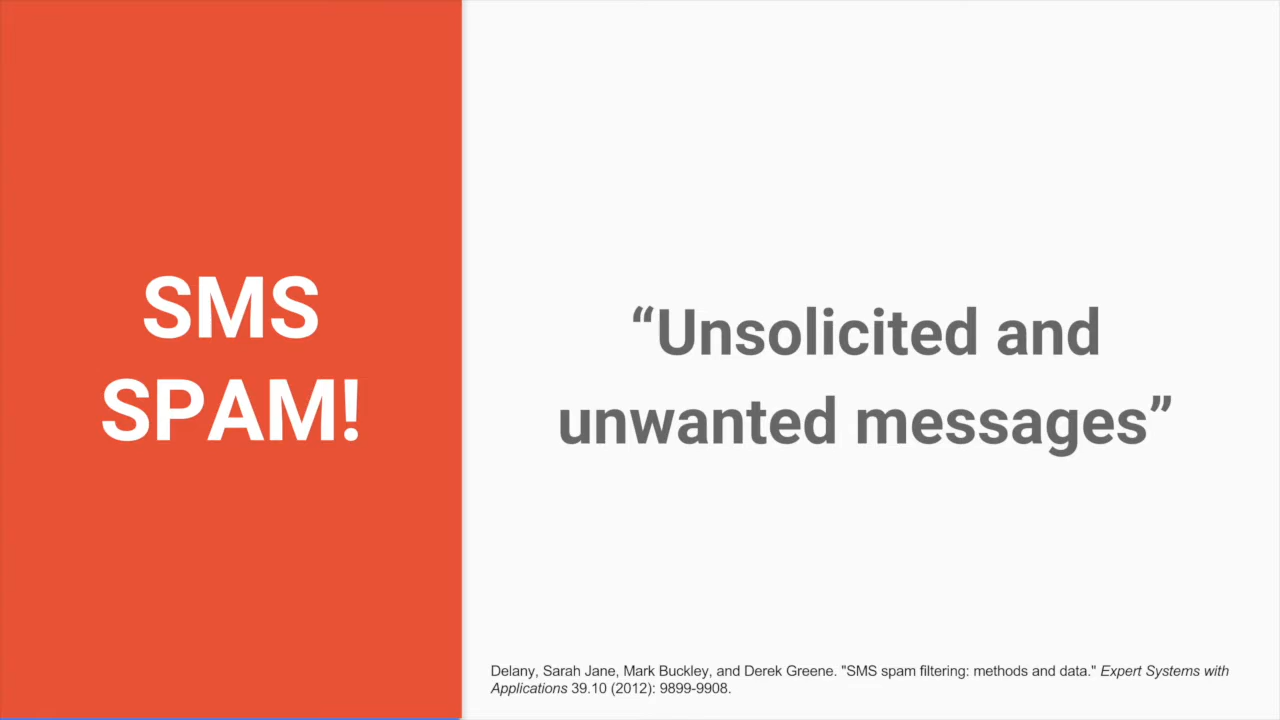 SMS
SPAM!
“Unsolicited and
unwanted messages”
Delany, Sarah Jane, Mark Buckley, and Derek Greene. "SMS spam filtering: methods and data." Expert Systems with
Applications 39.10 (2012): 9899-9908.